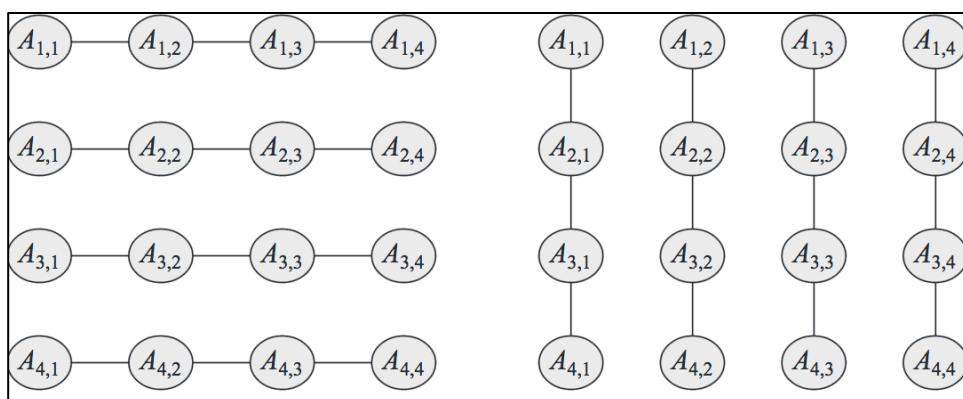 A1,1 A1,2 A1,3 A1,4 A1,1 A1,2 A1,3 A1,4
A2,1 A2,2 A2,3 A2,4 A2,1 A2,2 A2,3 A2,4
A3,1 A3,2 A3,3 A3,4 A3,1 A3,2 A3,3 A3,4
A4,1 A4,2 A4,3 A4,4 A4,1 A4,2 A4,3 A4,4